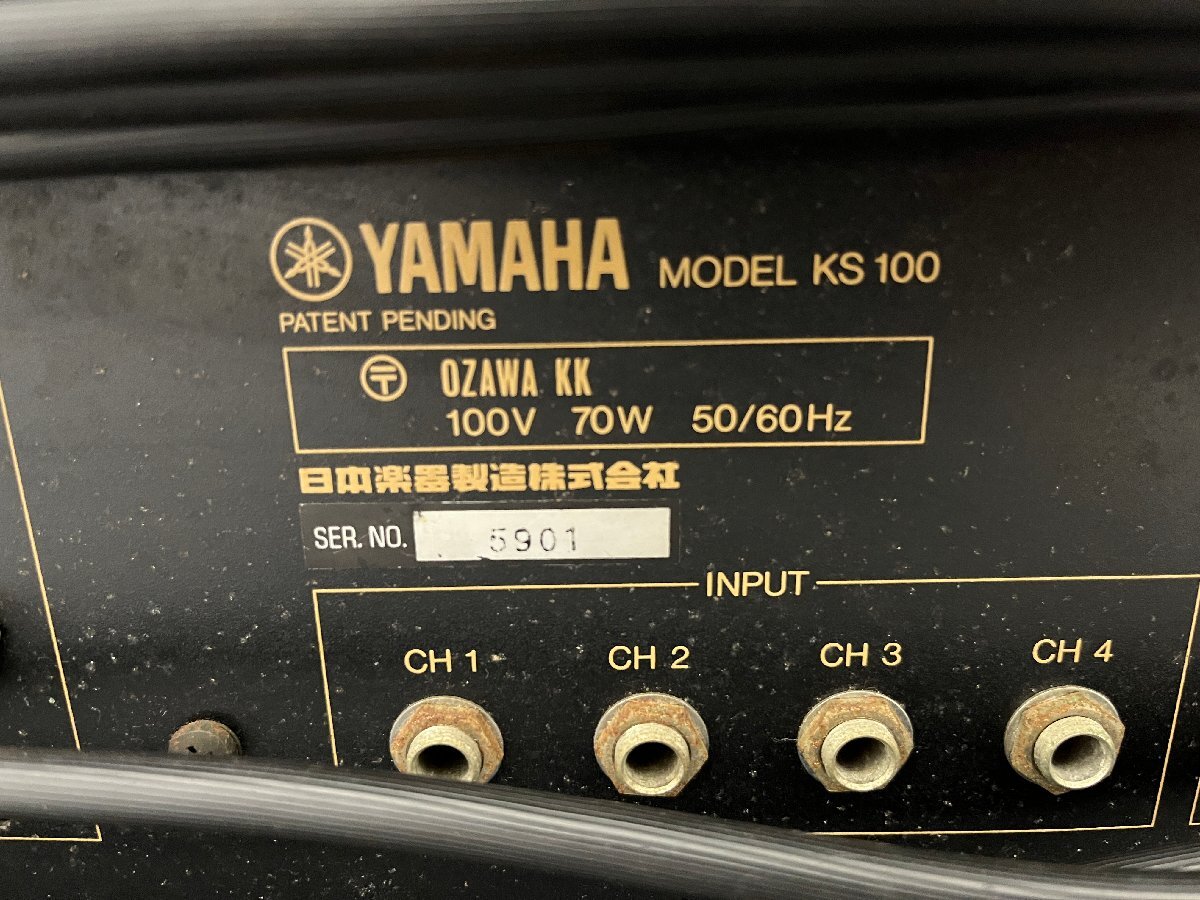 YAMAHA MODEL KS 100
PATENT PENDING
〒 OZAWA KK
100V 70W 50/60Hz
日本楽器製造株式会社
SER. NO. 5901
INPUT
CH 1 CH 2 CH 3 CH 4